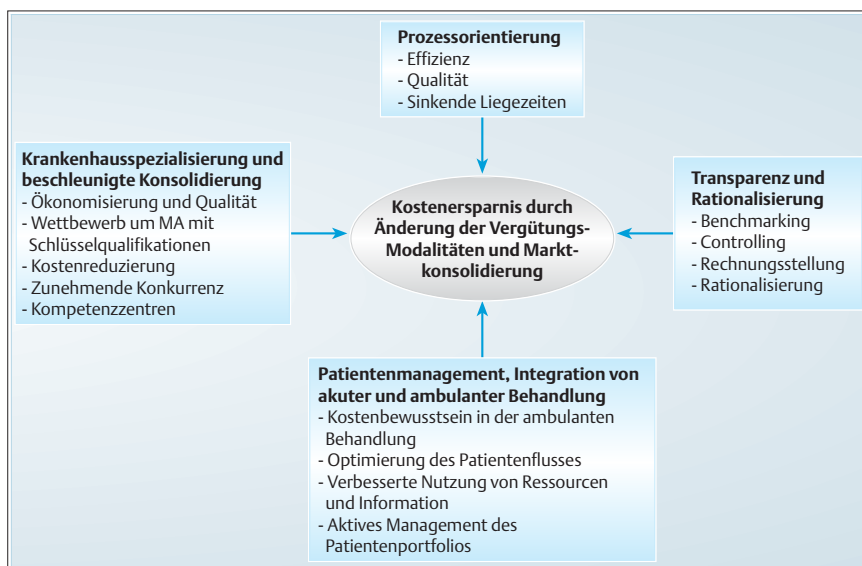 Prozessorientierung
- Effizienz
- Qualität
- Sinkende Liegezeiten
Krankenhausspezialisierung und
beschleunigte Konsolidierung
- Ökonomisierung und Qualität
- Wettbewerb um MA mit
Schlüsselqualifikationen
- Kostenreduzierung
- Zunehmende Konkurrenz
- Kompetenzzentren
Kostenersparnis durch
Änderung der Vergütungs-
Modalitäten und Markt-
konsolidierung
Transparenz und
Rationalisierung
- Benchmarking
- Controlling
- Rechnungsstellung
- Rationalisierung
Patientenmanagement, Integration von
akuter und ambulanter Behandlung
- Kostenbewusstsein in der ambulanten
Behandlung
- Optimierung des Patientenflusses
- Verbesserte Nutzung von Ressourcen
und Information
- Aktives Management des
Patientenportfolios